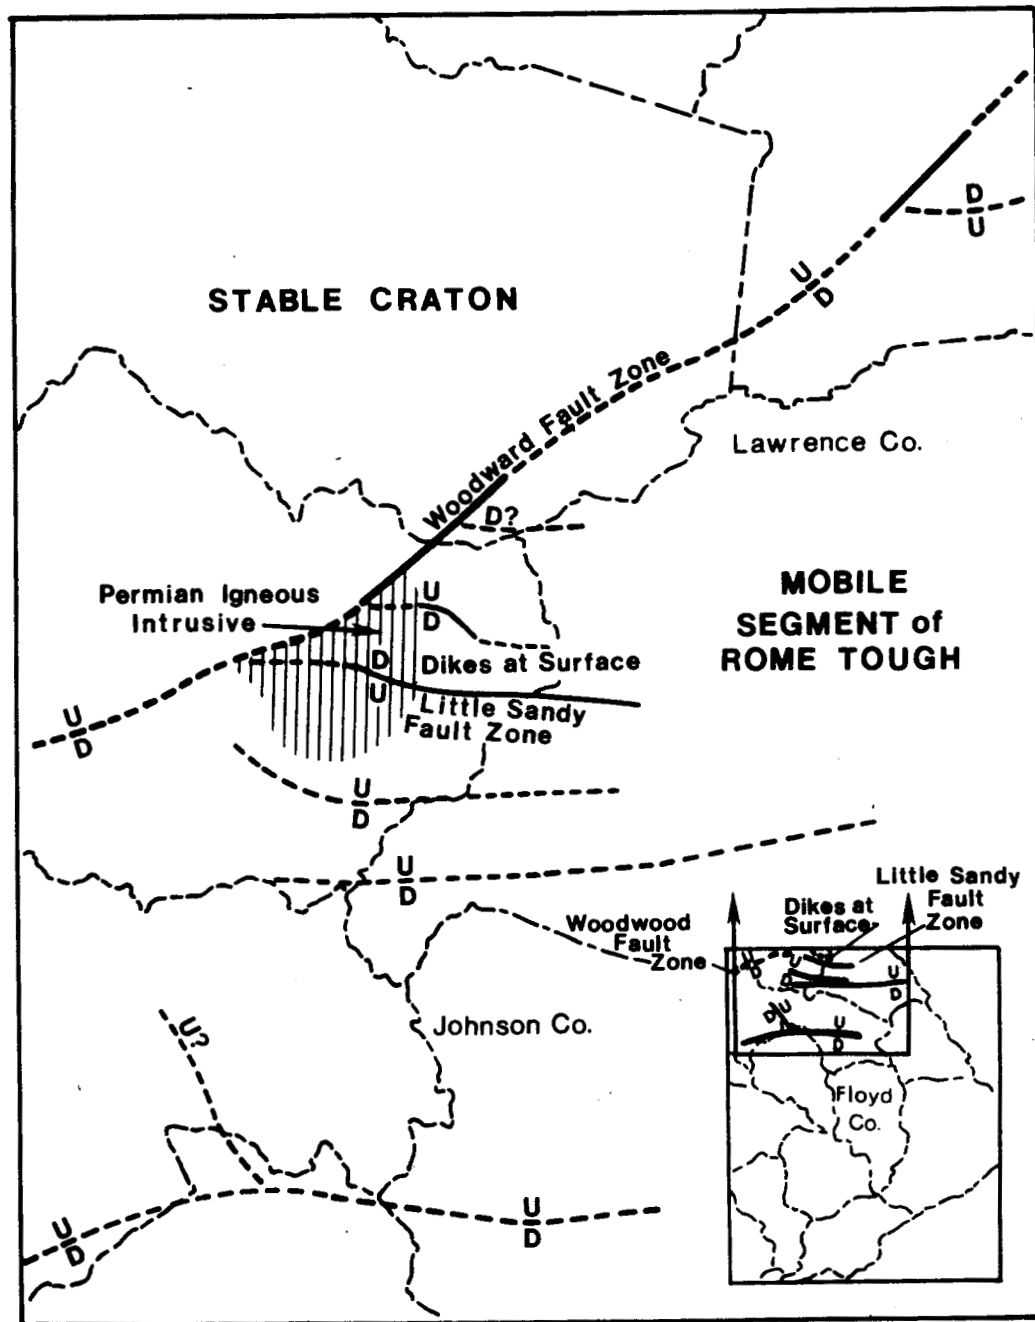 D
U
U
D
STABLE CRATON
Woodward Fault Zone
Lawrence Co.
D?
Permian Igneous
Intrusive
U
D
MOBILE
SEGMENT of
ROME TOUGH
D
U
Dikes at Surface
Little Sandy
Fault Zone
U
D
U
D
U
D
Little Sandy
Fault
Zone
Dikes at
Surface
Woodwood
Fault
Zone
U
D
U
D
U
D
D
U
U
D
Johnson Co.
U?
Floyd
Co.
U
D
U
D